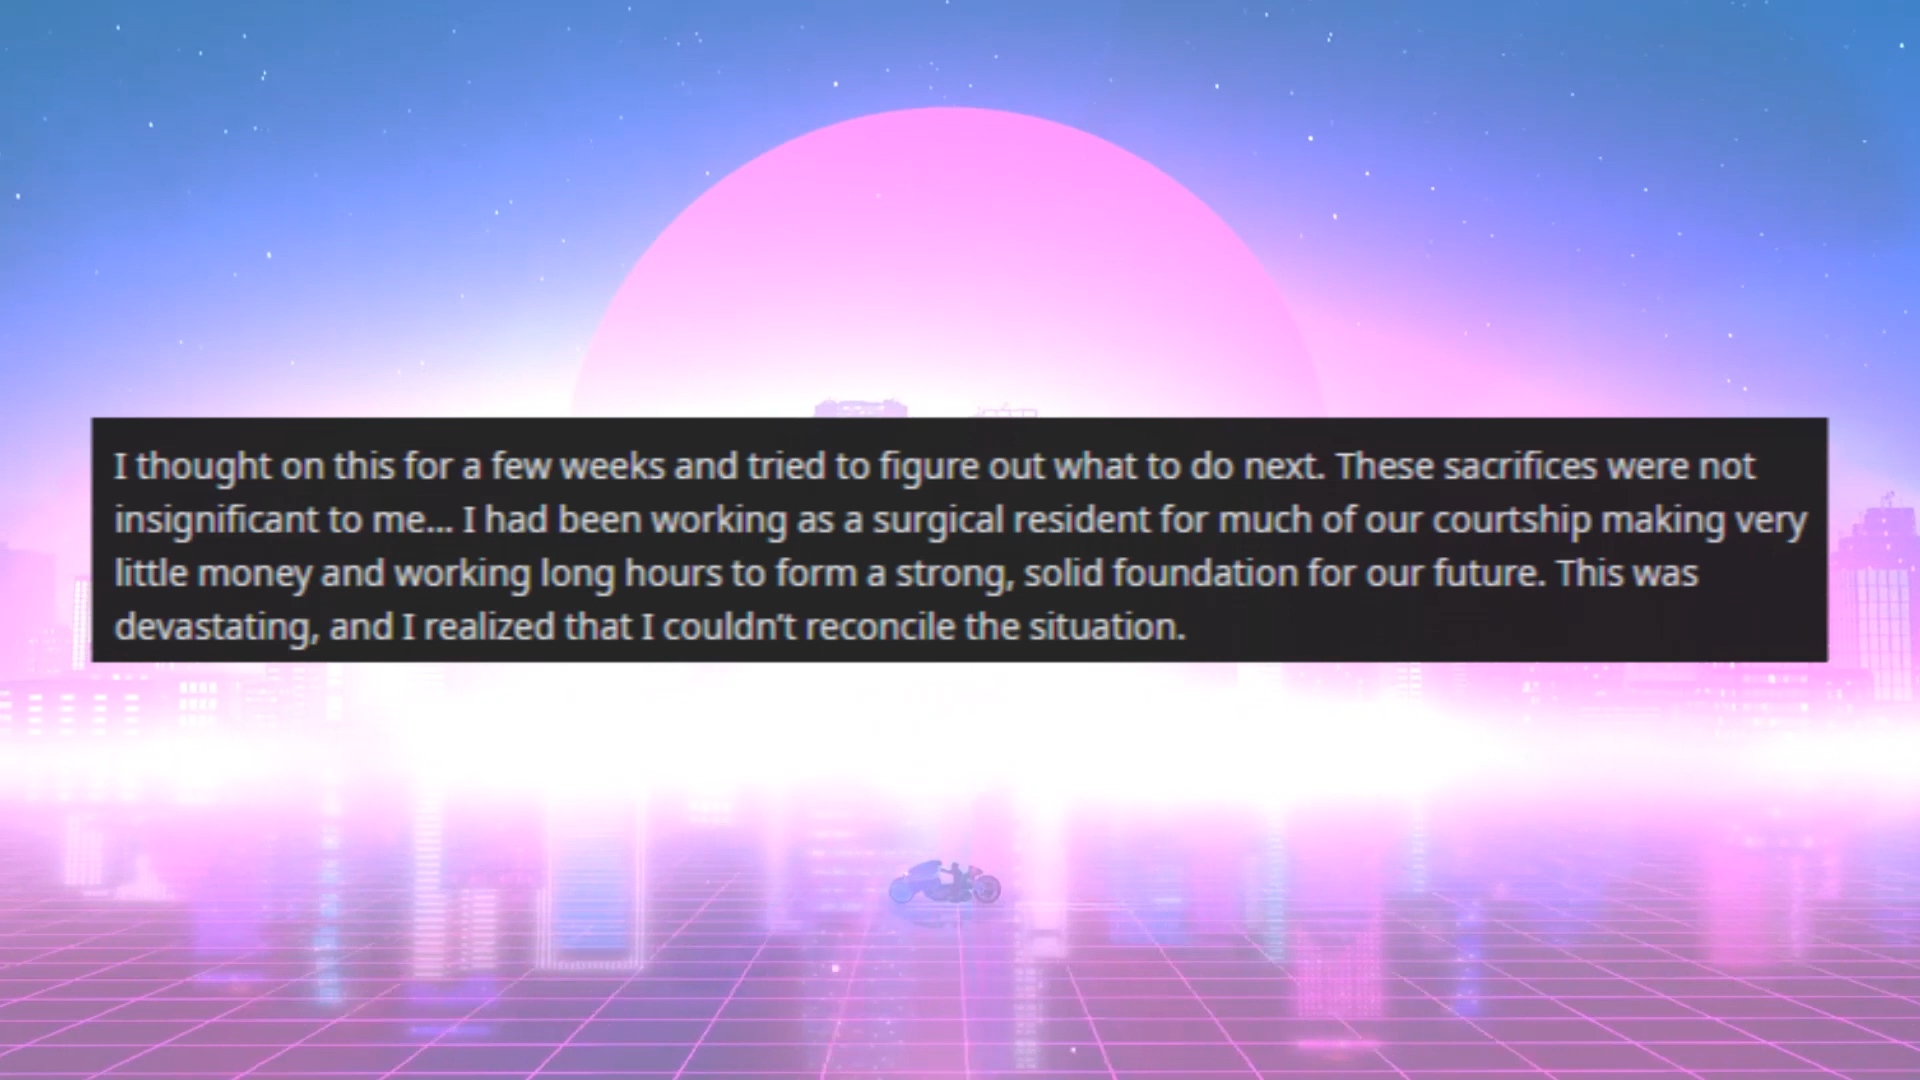 I thought on this for a few weeks and tried to figure out what to do next. These sacrifices were not
insignificant to me... I had been working as a surgical resident for much of our courtship making very
little money and working long hours to form a strong, solid foundation for our future. This was
devastating, and I realized that I couldn't reconcile the situation.